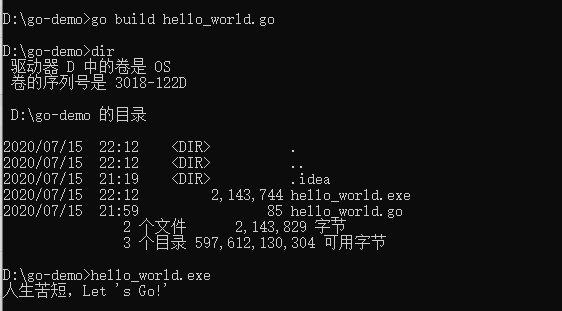 D:\go-demo>go build hello_world.go
D:\go-demo>dir
驱动器 D 中的卷是 OS
卷的序列号是 3018-122D
D:\go-demo 的目录
2020/07/15  22:12    <DIR>          .
2020/07/15  22:12    <DIR>          ..
2020/07/15  21:19    <DIR>          .idea
2020/07/15  22:12         2,143,744 hello_world.exe
2020/07/15  21:59                85 hello_world.go
2 个文件      2,143,829 字节
3 个目录 597,612,130,304 可用字节
D:\go-demo>hello_world.exe
人生苦短，Let 's Go!'